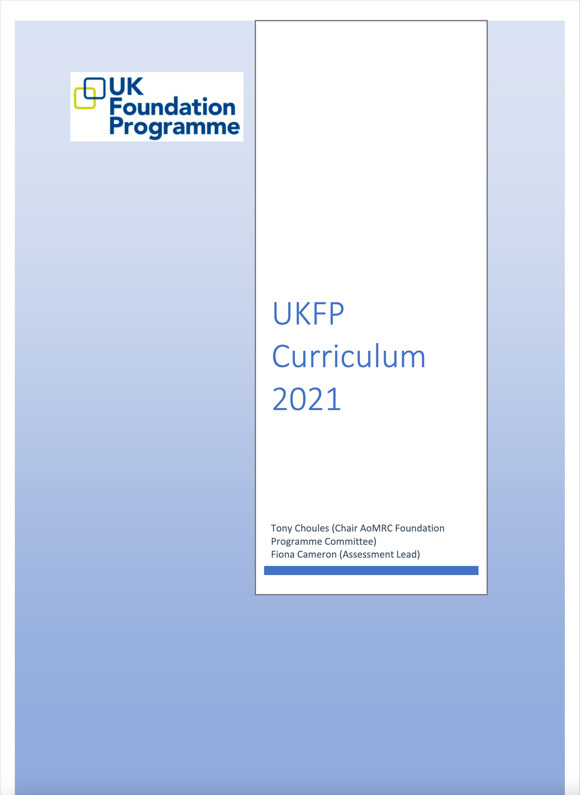 UK
Foundation
Programme
UKFP
Curriculum
2021
Tony Choules (Chair AoMRC Foundation
Programme Committee)
Fiona Cameron (Assessment Lead)